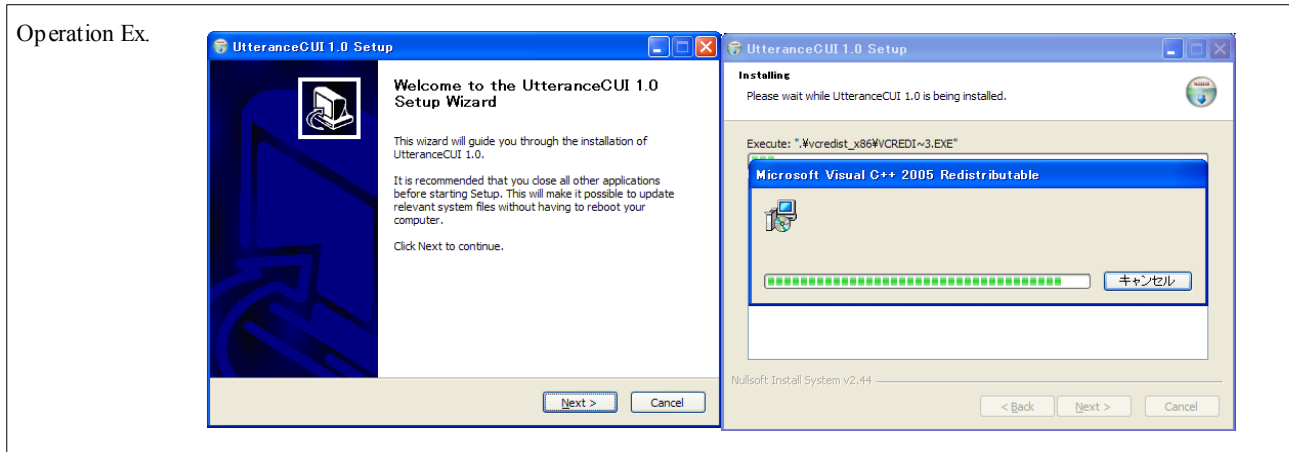 Operation Ex.
UtteranceCUI 1.0 Setup
Welcome to the UtteranceCUI 1.0
Setup Wizard
This wizard will guide you through the installation of
UtteranceCUI 1.0.
It is recommended that you close all other applications
before starting Setup. This will make it possible to update
relevant system files without having to reboot your
computer.
Click Next to continue.
Next >
Cancel
UtteranceCUI 1.0 Setup
Installing
Please wait while UtteranceCUI 1.0 is being installed.
Execute: ".¥vcredist_x86¥VCREDI~3.EXE"
Microsoft Visual C++ 2005 Redistributable
キャンセル
Nullsoft Install System v2.44
< Back
Next >
Cancel